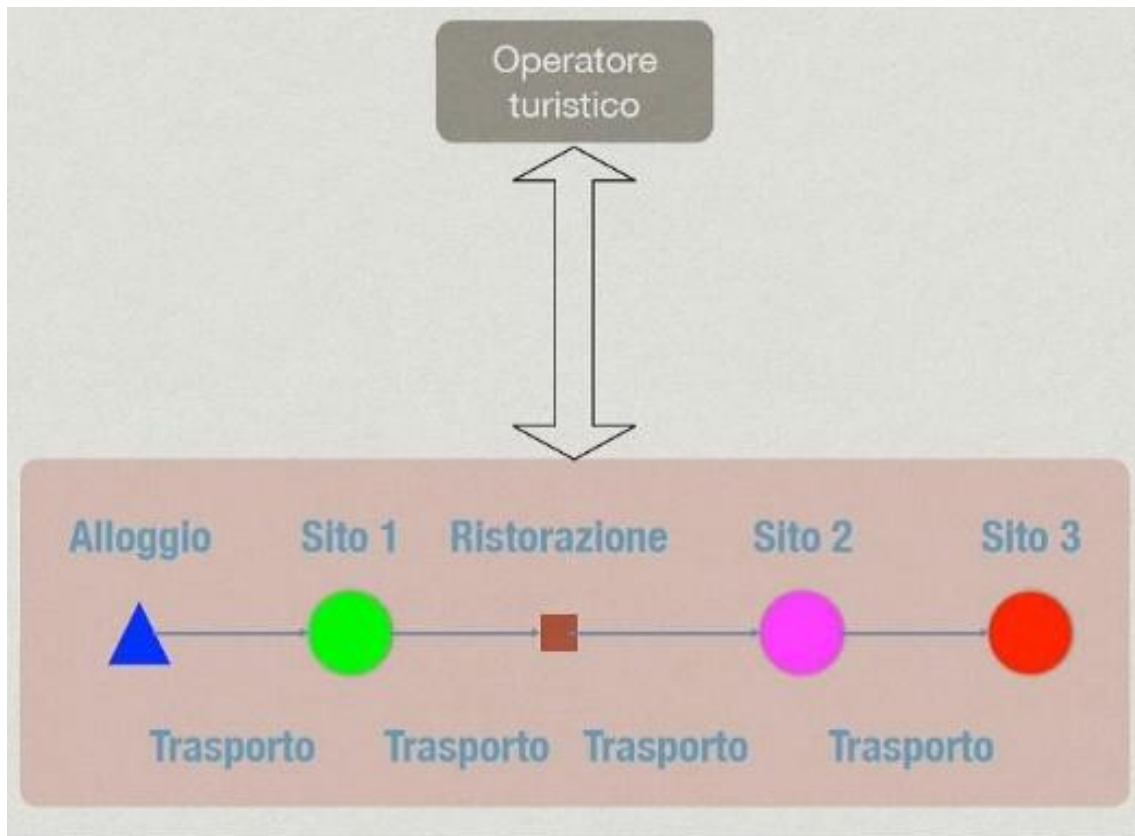 Operatore
turistico
Alloggio Sito 1 Ristorazione Sito 2 Sito 3
Trasporto Trasporto Trasporto Trasporto